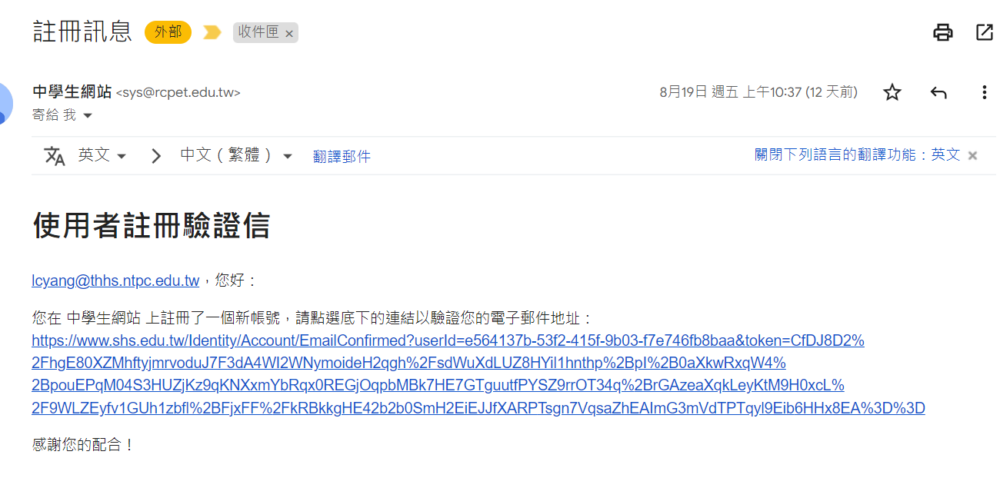 註冊訊息 外部 收件匣 ×
中學生網站 <sys@rcpet.edu.tw> 8月19日 週五 上午10:37 (12 天前)
寄給 我
英文 中文（繁體） 翻譯郵件 關閉下列語言的翻譯功能：英文 ×
使用者註冊驗證信
lcyang@thhs.ntpc.edu.tw，您好：
您在 中學生網站 上註冊了一個新帳號，請點選底下的連結以驗證您的電子郵件地址：
https://www.shs.edu.tw/Identity/Account/EmailConfirmed?userId=e564137b-53f2-415f-9b03-f7e746fb8baa&token=CfDJ8D2%
2FhgE80XZMhftyjmrvoduJ7F3dA4WI2WNymoideH2qgh%2FsdWuXdLUZ8HYil1hnthp%2BpI%2B0aXkwRxqW4%
2BpouEPqM04S3HUZjKz9qKNXxmYbRqx0REGjOqpbMBk7HE7GTguutfPYSZ9rrOT34q%2BrGAzeaXqkLeyKtM9H0xcL%
2F9WLZEyfv1GUh1zbfl%2BFjxFF%2FkRBkkgHE42b2b0SmH2EiEJJfXARPTsgn7VqsaZhEAImG3mVdTPTqyl9Eib6HHx8EA%3D%3D
感謝您的配合！